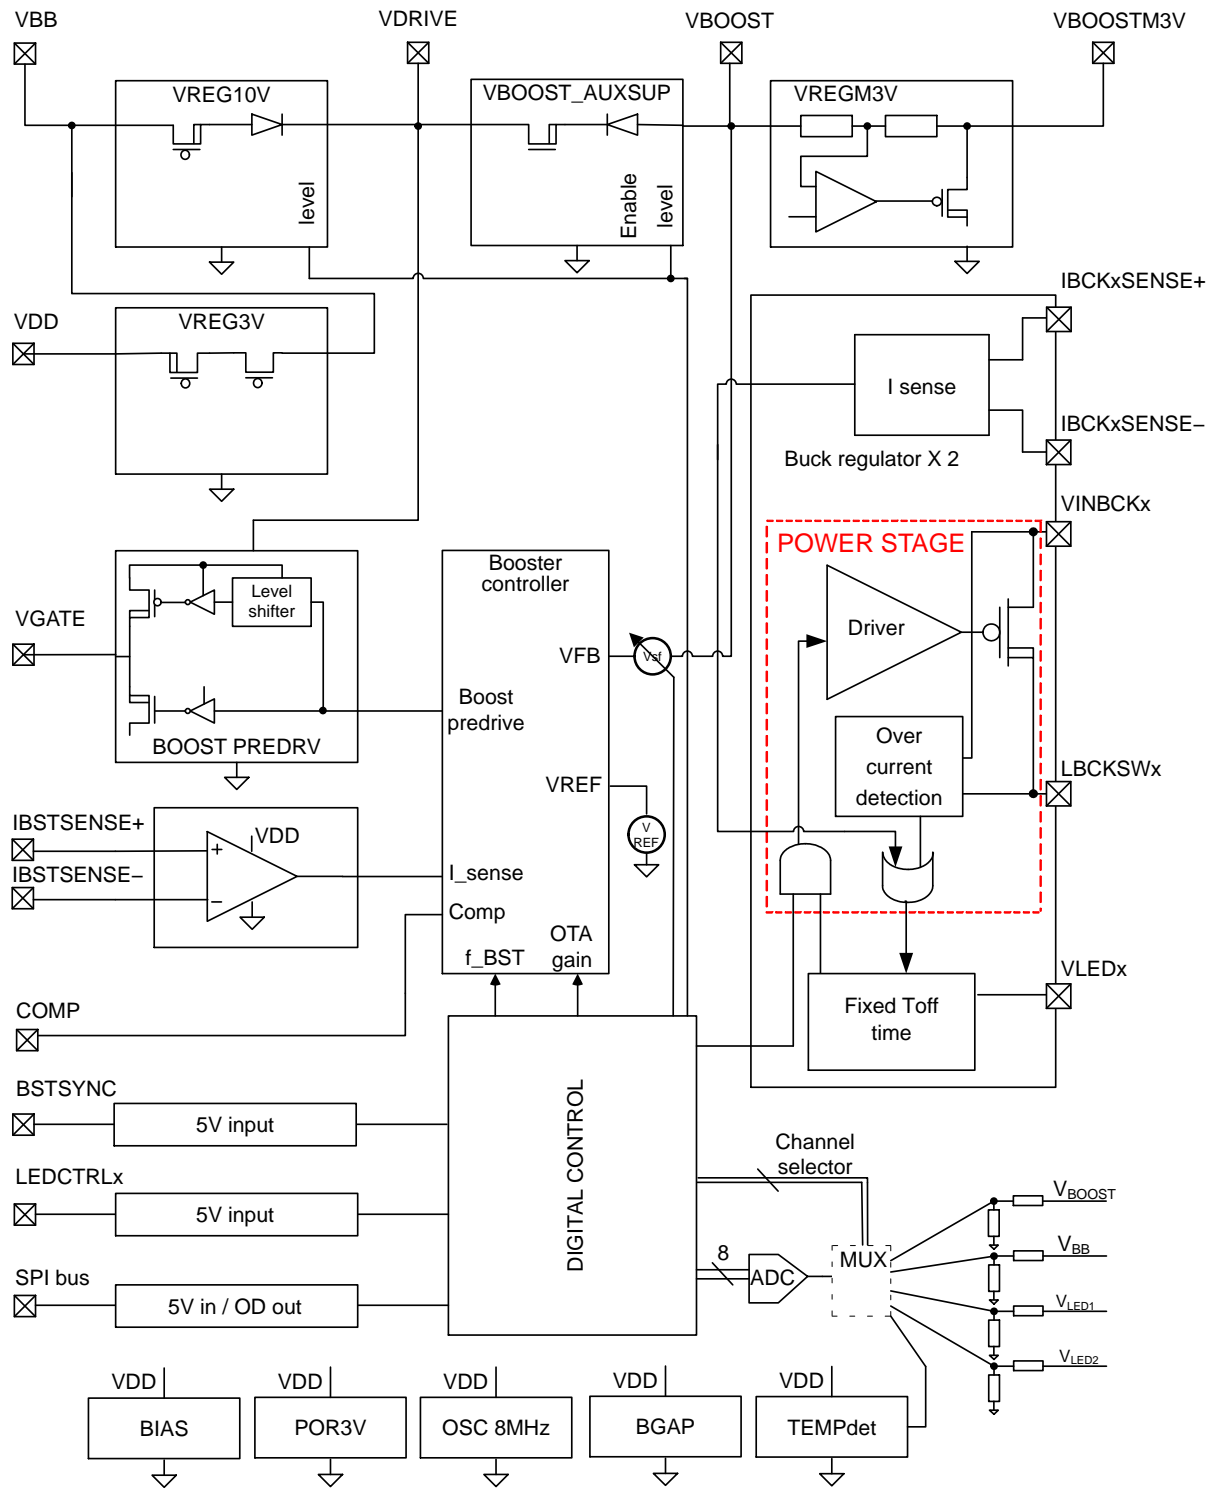 VBB
VDRIVE
VBOOST
VBOOSTM3V
VREG10V
level
VBOOST_AUXSUP
Enable
level
VREGM3V
VDD
VREG3V
IBCKxSENSE+
I sense
IBCKxSENSE−
Buck regulator X 2
VINBCKx
POWER STAGE
Driver
Over
current
detection
LBCKSWx
VGATE
Level
shifter
BOOST PREDRV
Booster
controller
VFB
Vsf
Boost
predrive
VREF
V
REF
IBSTSENSE+
IBSTSENSE−
VDD
+
−
I_sense
Comp
f_BST
OTA
gain
VLEDx
Fixed Toff
time
COMP
BSTSYNC
5V input
LEDCTRLx
5V input
SPI bus
5V in / OD out
DIGITAL CONTROL
Channel
selector
8
ADC
MUX
VBOOST
VBB
VLED1
VLED2
VDD
BIAS
VDD
POR3V
VDD
OSC 8MHz
VDD
BGAP
VDD
TEMPdet